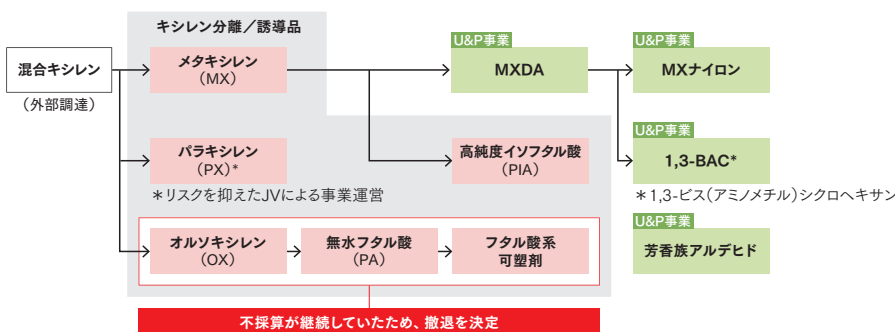 キシレン分離／誘導品
混合キシレン
（外部調達）
メタキシレン
（MX）
U&P事業
MXDA
U&P事業
MXナイロン
パラキシレン
（PX）*
＊リスクを抑えたJVによる事業運営
高純度イソフタル酸
（PIA）
U&P事業
1,3-BAC*
＊1,3-ビス（アミノメチル）シクロヘキサン
オルソキシレン
（OX）
無水フタル酸
（PA）
フタル酸系
可塑剤
U&P事業
芳香族アルデヒド
不採算が継続していたため、撤退を決定